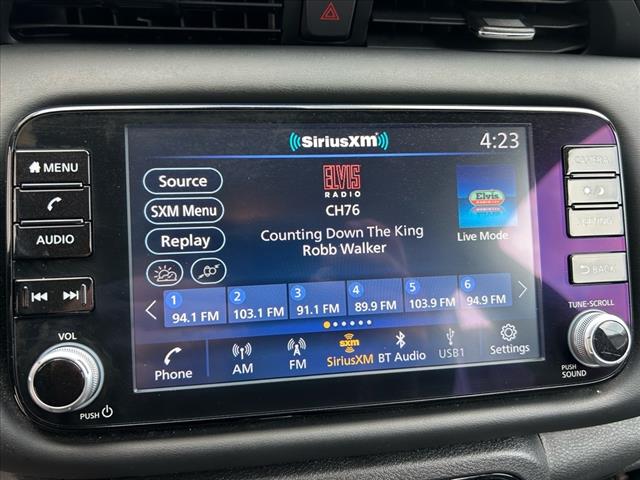 SiriusXM
4:23
MENU
AUDIO
VOL
PUSH
Source
SXM Menu
Replay
ELVIS
RADIO
CH76
Counting Down The King
Robb Walker
Elvis
Live Mode
1 2 3 4 5 6
94.1 FM 103.1 FM 91.1 FM 89.9 FM 103.9 FM 94.9 FM
sxm
Phone AM FM SiriusXM BT Audio USB1 Settings
CAMERA
BACK
TUNE·SCROLL
PUSH
SOUND